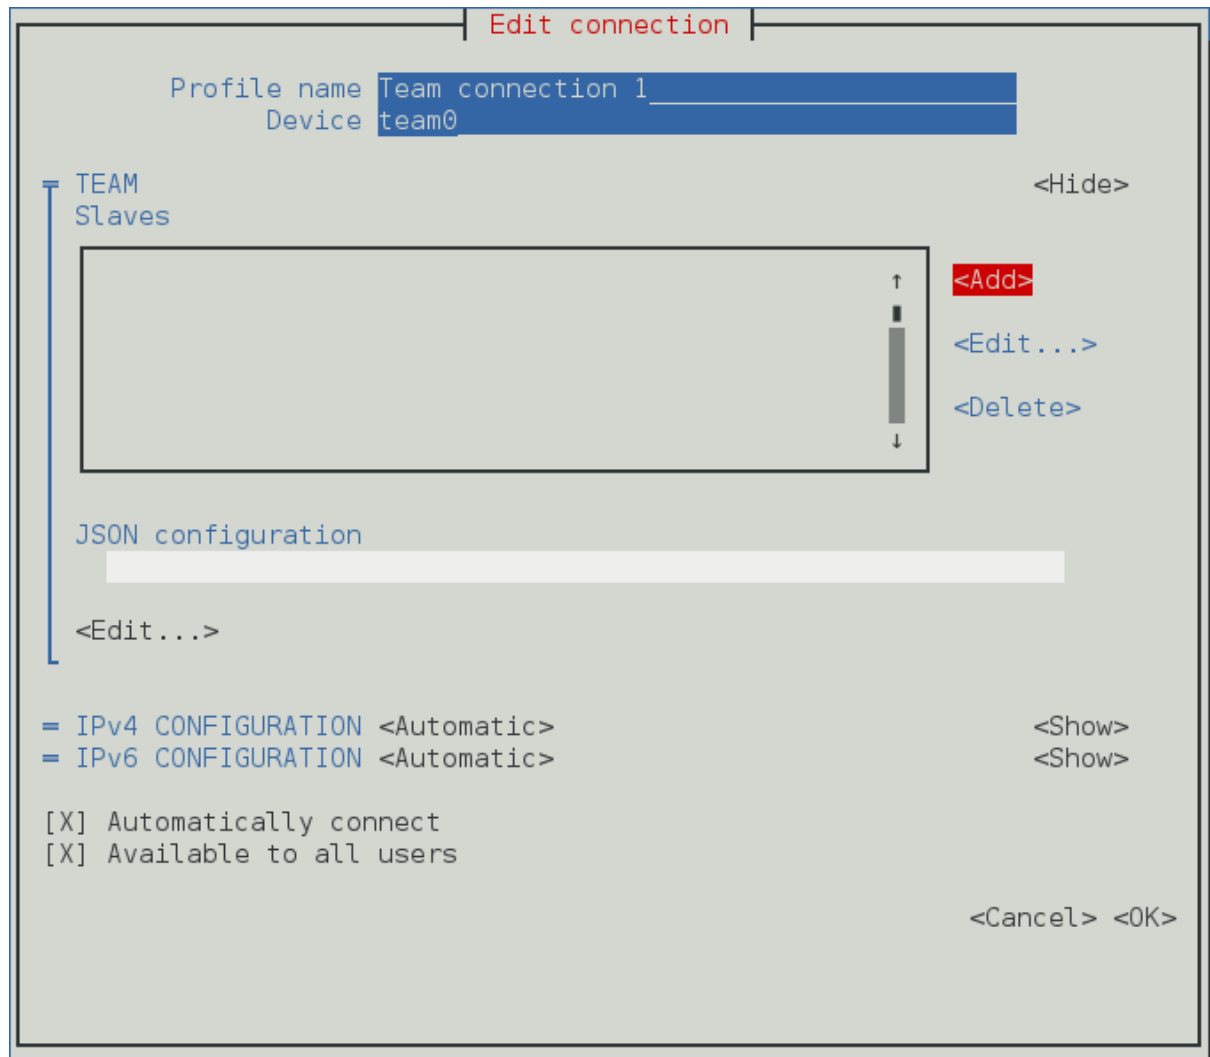 Edit connection
Profile name Team connection 1
Device team0
TEAM <Hide>
Slaves
<Add>
<Edit...>
<Delete>
JSON configuration
<Edit...>
IPv4 CONFIGURATION <Automatic> <Show>
IPv6 CONFIGURATION <Automatic> <Show>
[X] Automatically connect
[X] Available to all users
<Cancel> <OK>